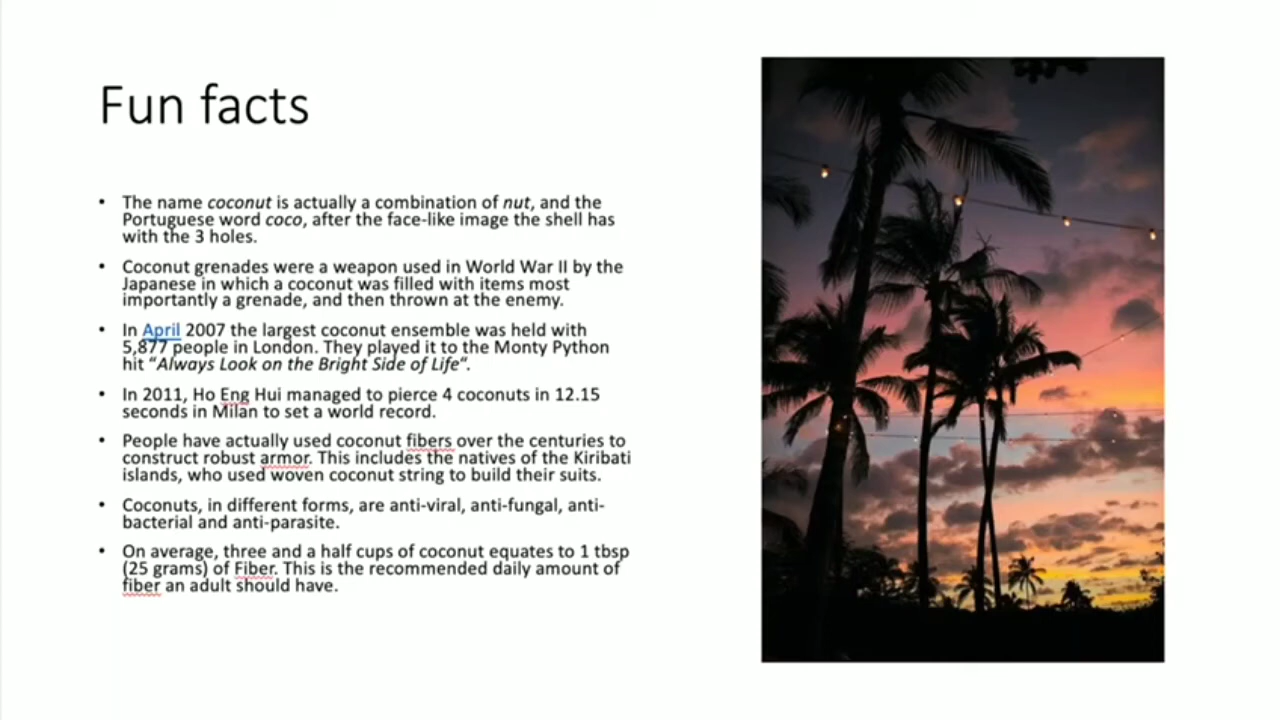 Fun facts
• The name coconut is actually a combination of nut, and the
Portuguese word coco, after the face-like image the shell has
with the 3 holes.
• Coconut grenades were a weapon used in World War II by the
Japanese in which a coconut was filled with items most
importantly a grenade, and then thrown at the enemy.
• In April 2007 the largest coconut ensemble was held with
5,877 people in London. They played it to the Monty Python
hit “Always Look on the Bright Side of Life“.
• In 2011, Ho Eng Hui managed to pierce 4 coconuts in 12.15
seconds in Milan to set a world record.
• People have actually used coconut fibers over the centuries to
construct robust armor. This includes the natives of the Kiribati
islands, who used woven coconut string to build their suits.
• Coconuts, in different forms, are anti-viral, anti-fungal, anti-
bacterial and anti-parasite.
• On average, three and a half cups of coconut equates to 1 tbsp
(25 grams) of Fiber. This is the recommended daily amount of
fiber an adult should have.